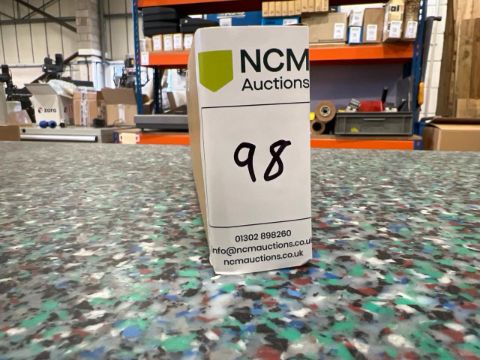 NCM
Auctions
98
01302 898260
info@ncmauctions.co.uk
ncmauctions.co.uk